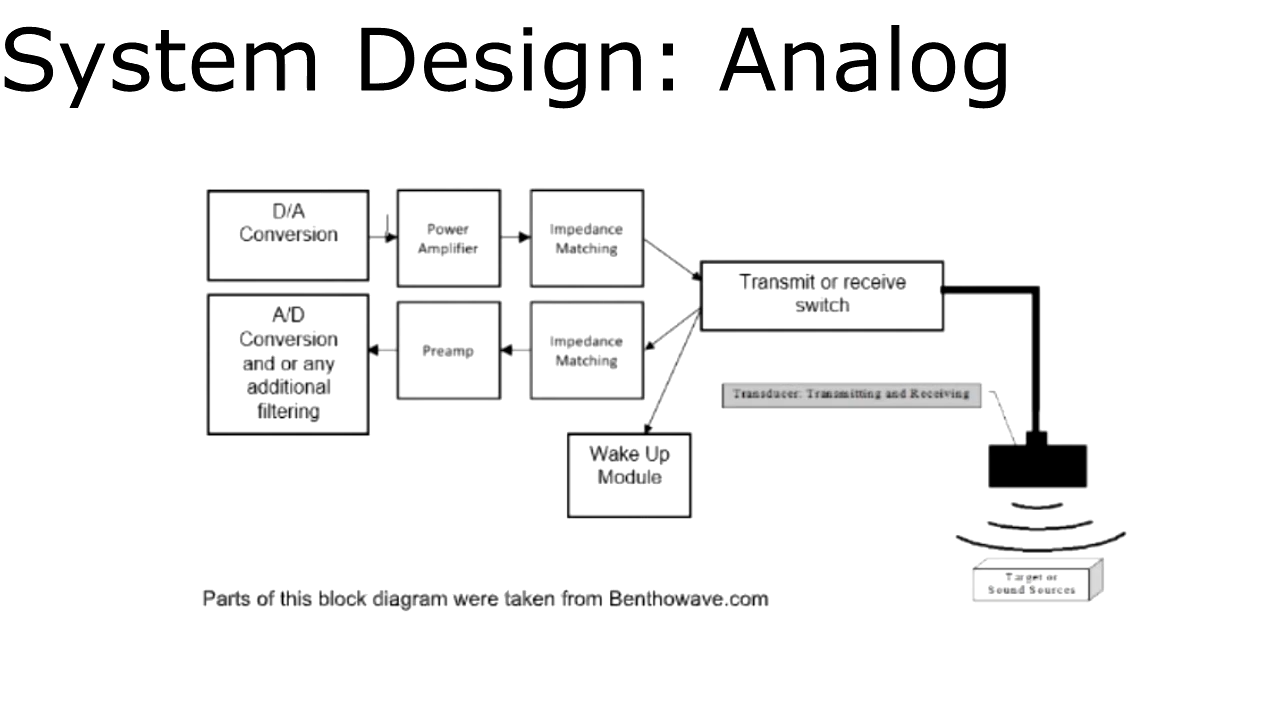 System Design: Analog
D/A
Conversion
Power
Amplifier
Impedance
Matching
Transmit or receive
switch
A/D
Conversion
and or any
additional
filtering
Preamp
Impedance
Matching
Transducer: Transmitting and Receiving
Wake Up
Module
Target or
Sound Sources
Parts of this block diagram were taken from Benthowave.com